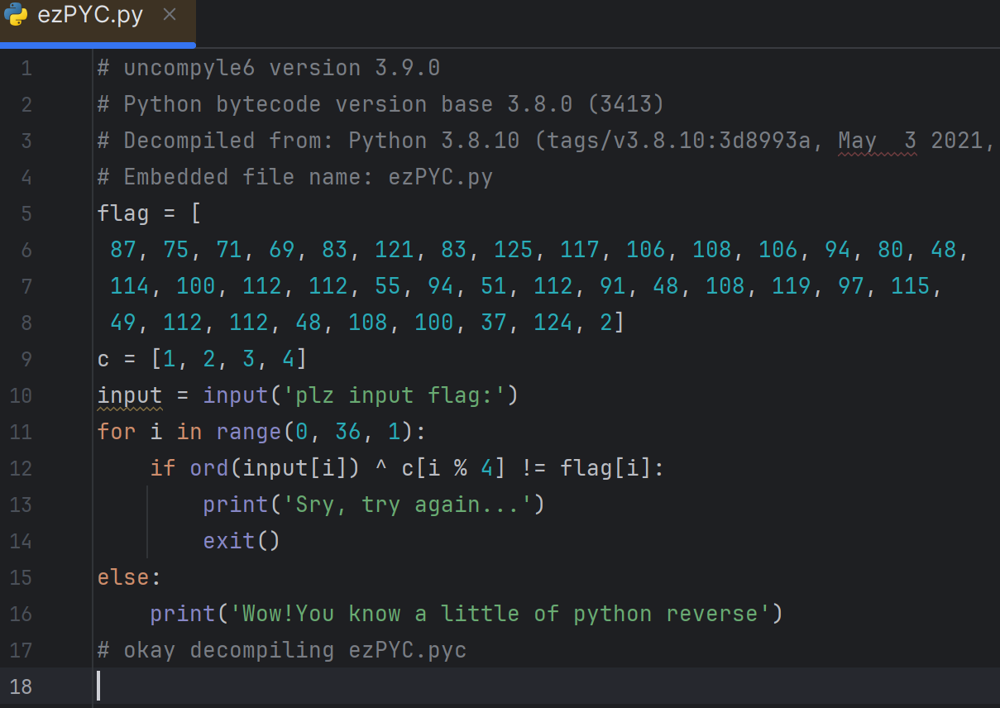 ezPYC.py
1 # uncompyle6 version 3.9.0
2 # Python bytecode version base 3.8.0 (3413)
3 # Decompiled from: Python 3.8.10 (tags/v3.8.10:3d8993a, May  3 2021,
4 # Embedded file name: ezPYC.py
5 flag = [
6  87, 75, 71, 69, 83, 121, 83, 125, 117, 106, 108, 106, 94, 80, 48,
7  114, 100, 112, 112, 55, 94, 51, 112, 91, 48, 108, 119, 97, 115,
8  49, 112, 112, 48, 108, 100, 37, 124, 2]
9 c = [1, 2, 3, 4]
10 input = input('plz input flag:')
11 for i in range(0, 36, 1):
12     if ord(input[i]) ^ c[i % 4] != flag[i]:
13         print('Sry, try again...')
14         exit()
15 else:
16     print('Wow!You know a little of python reverse')
17 # okay decompiling ezPYC.pyc
18